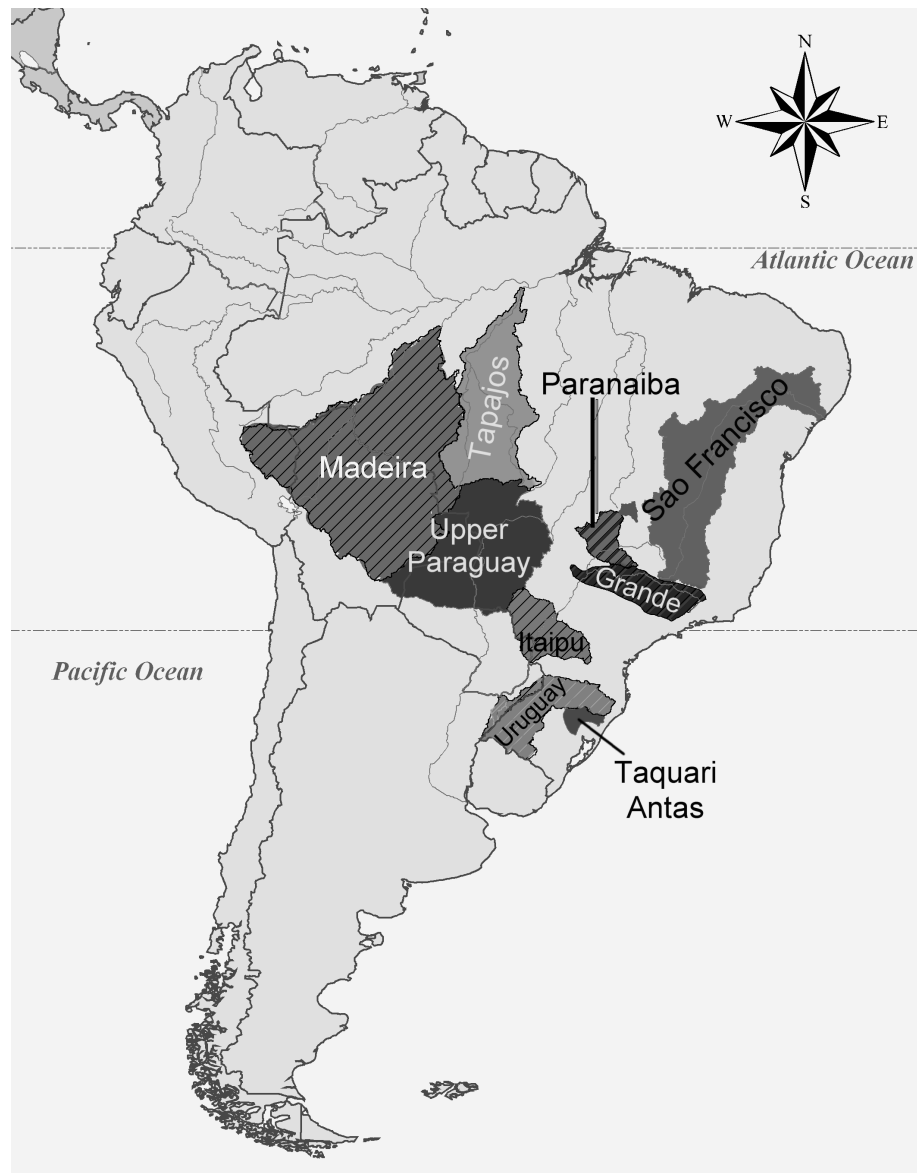 N
W
E
S
Atlantic Ocean
Tapajos
Paranaiba
Sao Francisco
Madeira
Upper
Paraguay
Grande
Itaipu
Pacific Ocean
Uruguay
Taquari
Antas